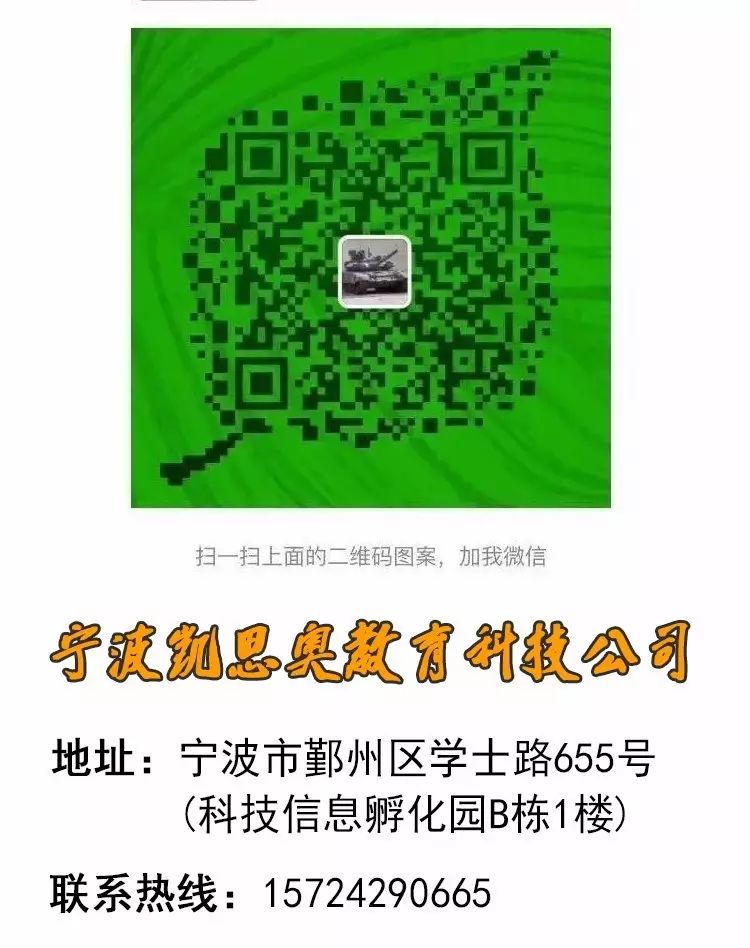 扫一扫上面的二维码图案，加我微信
宁波凯思奥教育科技公司
地址：宁波市鄞州区学士路655号
(科技信息孵化园B栋1楼)
联系热线：15724290665